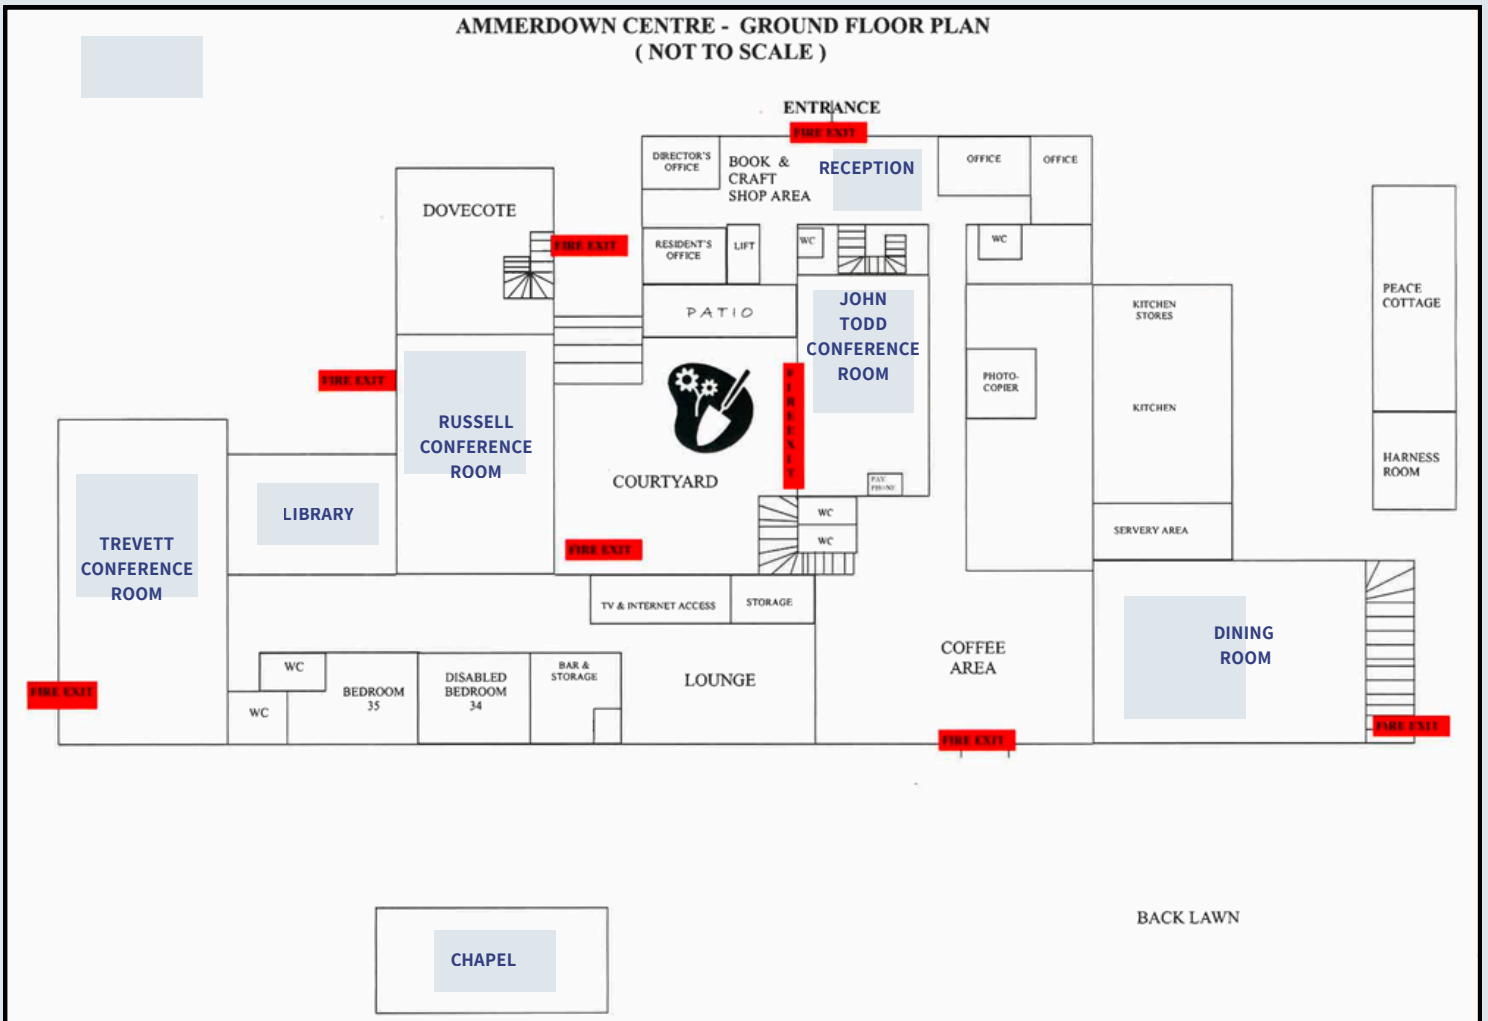 AMMERDOWN CENTRE - GROUND FLOOR PLAN
( NOT TO SCALE )
ENTRANCE
FIRE EXIT
DIRECTOR'S
OFFICE
BOOK &
CRAFT
SHOP AREA
RECEPTION
OFFICE
OFFICE
DOVECOTE
FIRE EXIT
RESIDENT'S
OFFICE
LIFT
WC
WC
PATIO
JOHN
TODD
CONFERENCE
ROOM
KITCHEN
STORES
PEACE
COTTAGE
FIRE EXIT
FIRE EXIT
PHOTO-
COPIER
KITCHEN
RUSSELL
CONFERENCE
ROOM
COURTYARD
PAY
PHONE
HARNESS
ROOM
LIBRARY
WC
WC
SERVERY AREA
TREVETT
CONFERENCE
ROOM
FIRE EXIT
TV & INTERNET ACCESS
STORAGE
DINING
ROOM
COFFEE
AREA
WC
BEDROOM
35
DISABLED
BEDROOM
34
BAR &
STORAGE
LOUNGE
FIRE EXIT
WC
FIRE EXIT
FIRE EXIT
BACK LAWN
CHAPEL